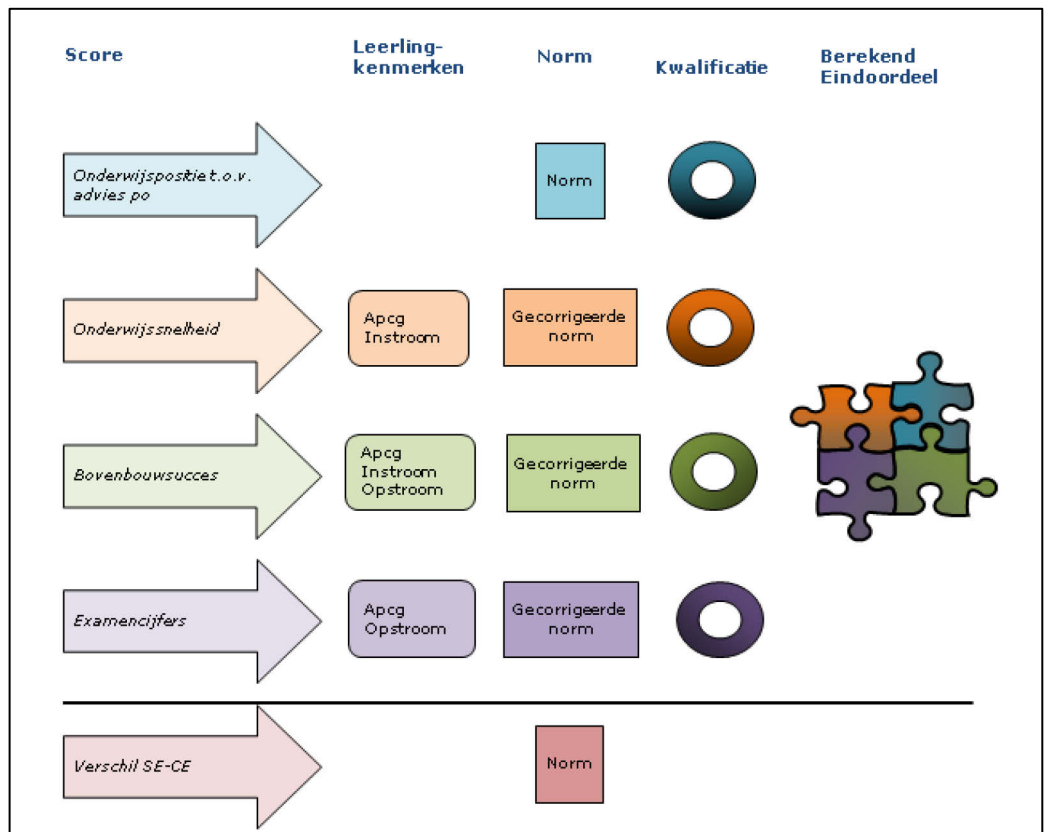 Score
Leerling-
kenmerken
Norm
Kwalificatie
Berekend
Eindoordeel
Onderwijspositie t.o.v.
advies po
Norm
Onderwijssnelheid
Apcg
Instroom
Gecorrigeerde
norm
Bovenbouwsucces
Apcg
Instroom
Opstroom
Gecorrigeerde
norm
Examencijfers
Apcg
Opstroom
Gecorrigeerde
norm
Verschil SE-CE
Norm